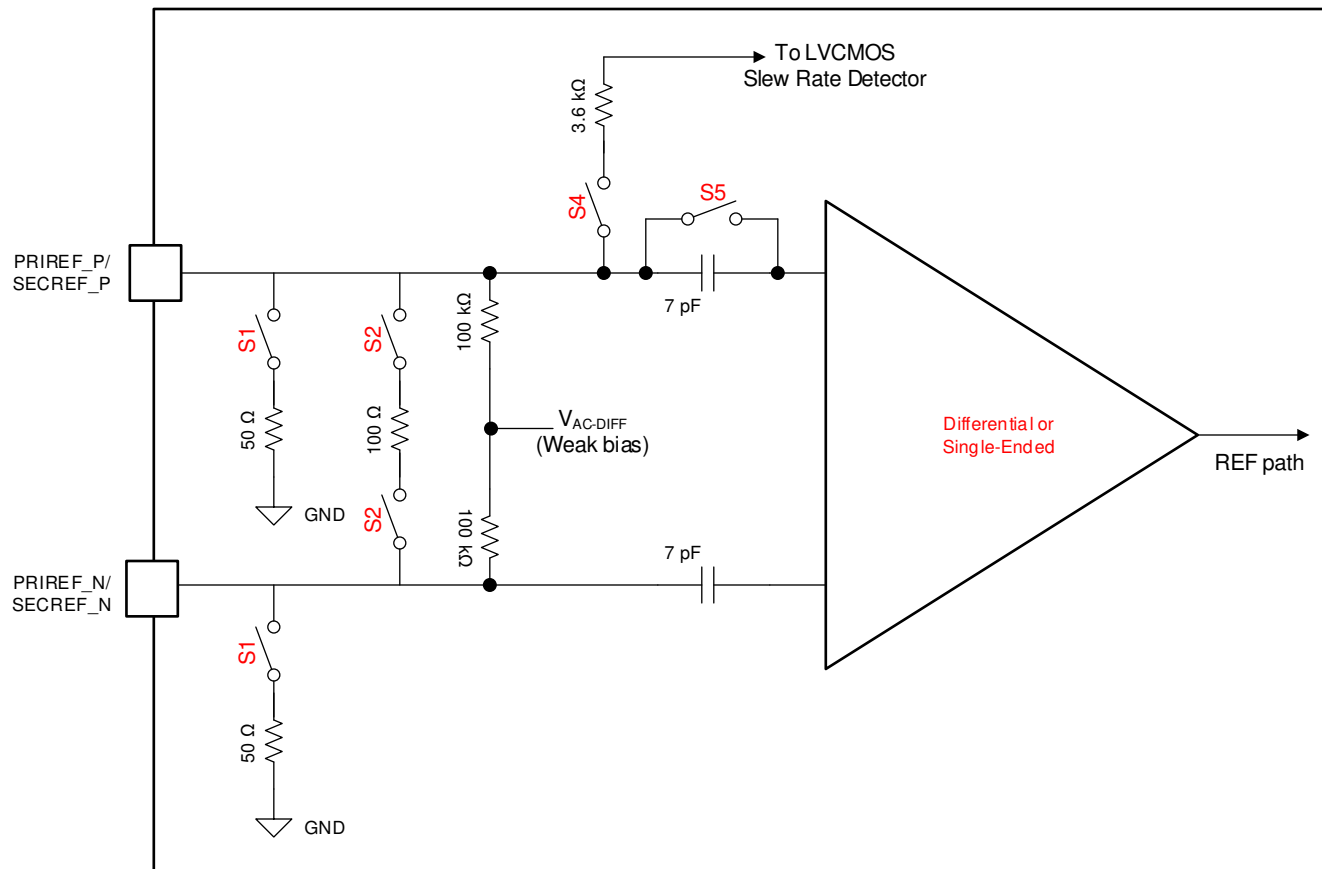 To LVCMOS
Slew Rate Detector
3.6 kΩ
S4
S5
PRIREF_P/
SECREF_P
7 pF
S1
S2
100 kΩ
50 Ω
100 Ω
VAC-DIFF
(Weak bias)
Differential or
Single-Ended
REF path
GND
S2
100 kΩ
7 pF
PRIREF_N/
SECREF_N
S1
50 Ω
GND